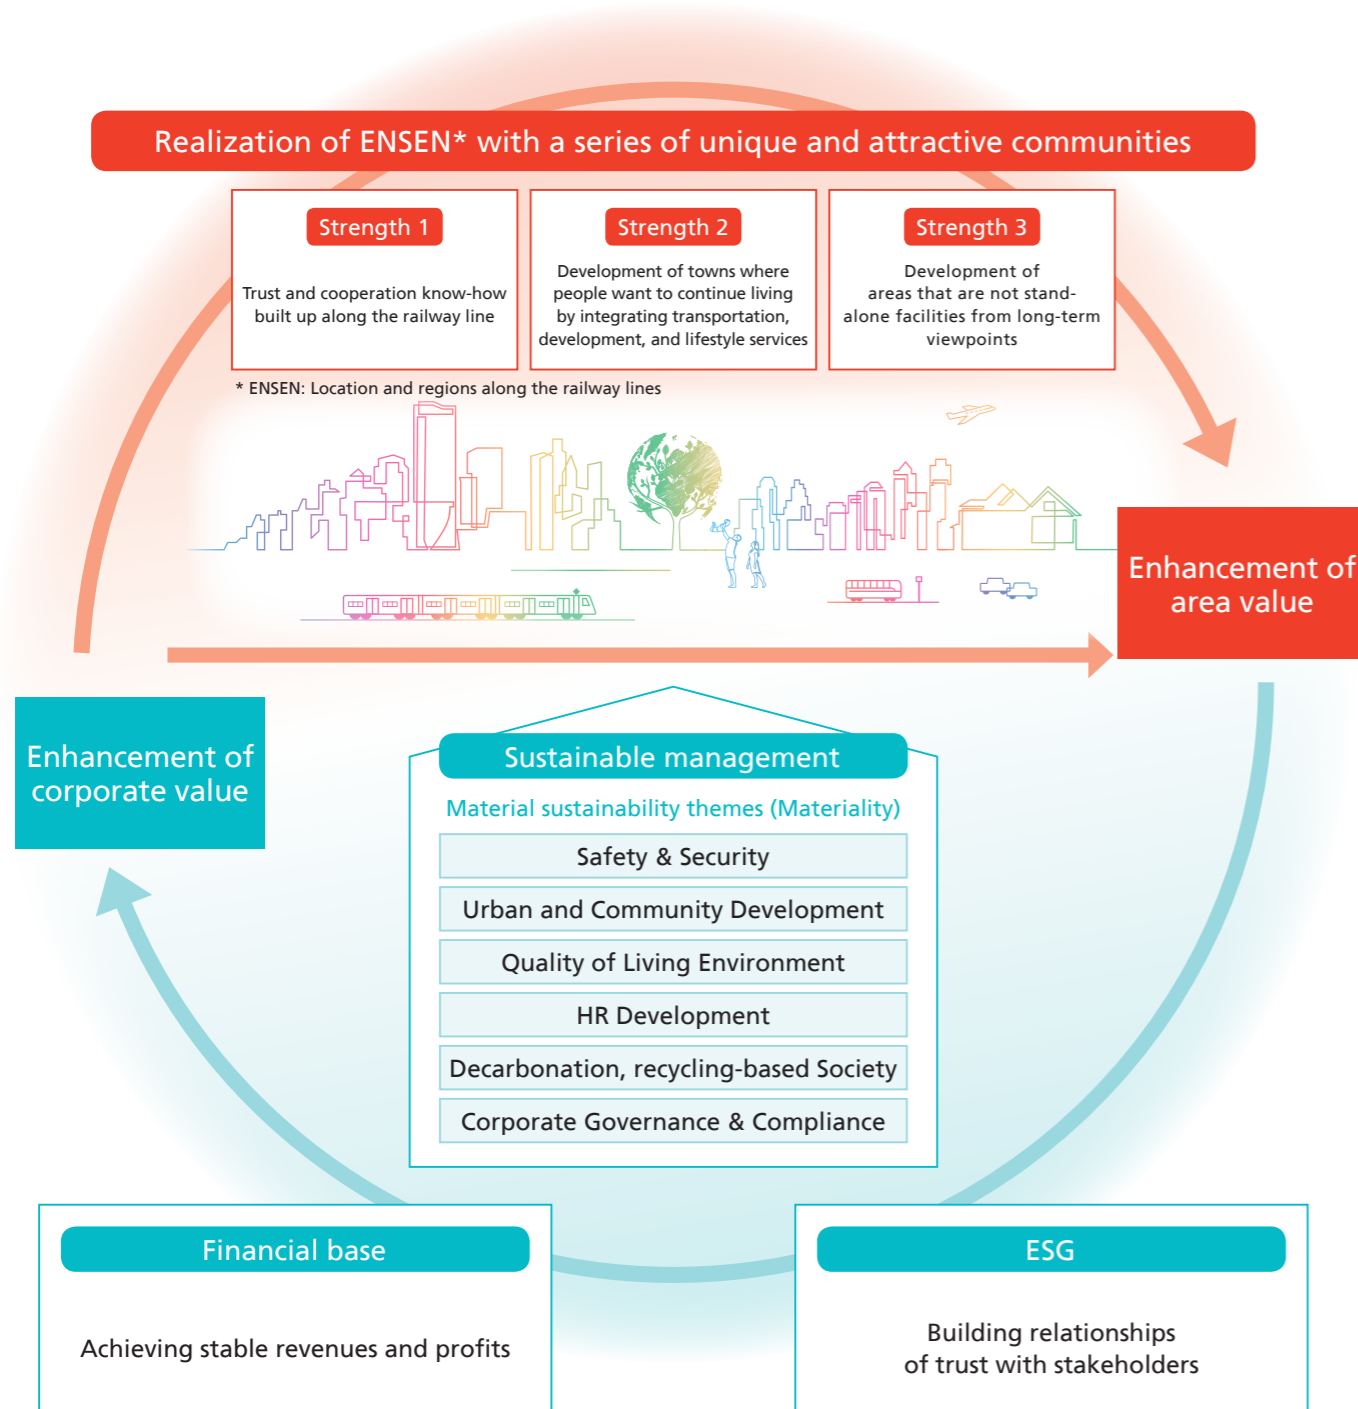 Realization of ENSEN* with a series of unique and attractive communities
Strength 1
Trust and cooperation know-how
built up along the railway line
Strength 2
Development of towns where
people want to continue living
by integrating transportation,
development, and lifestyle services
Strength 3
Development of
areas that are not stand-
alone facilities from long-term
viewpoints
* ENSEN: Location and regions along the railway lines
Enhancement of
area value
Enhancement of
corporate value
Sustainable management
Material sustainability themes (Materiality)
Safety & Security
Urban and Community Development
Quality of Living Environment
HR Development
Decarbonation, recycling-based Society
Corporate Governance & Compliance
Financial base
Achieving stable revenues and profits
ESG
Building relationships
of trust with stakeholders